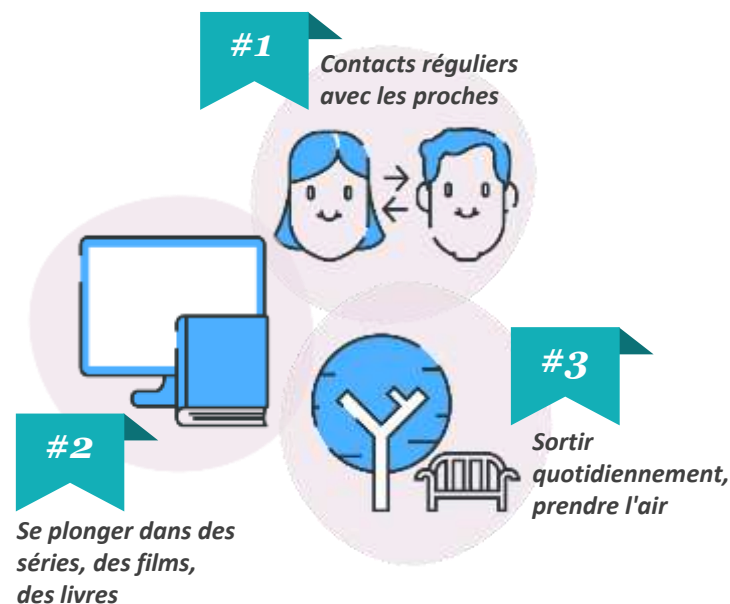 #1
Contacts réguliers
avec les proches
#2
Se plonger dans des
séries, des films,
des livres
#3
Sortir
quotidiennement,
prendre l'air